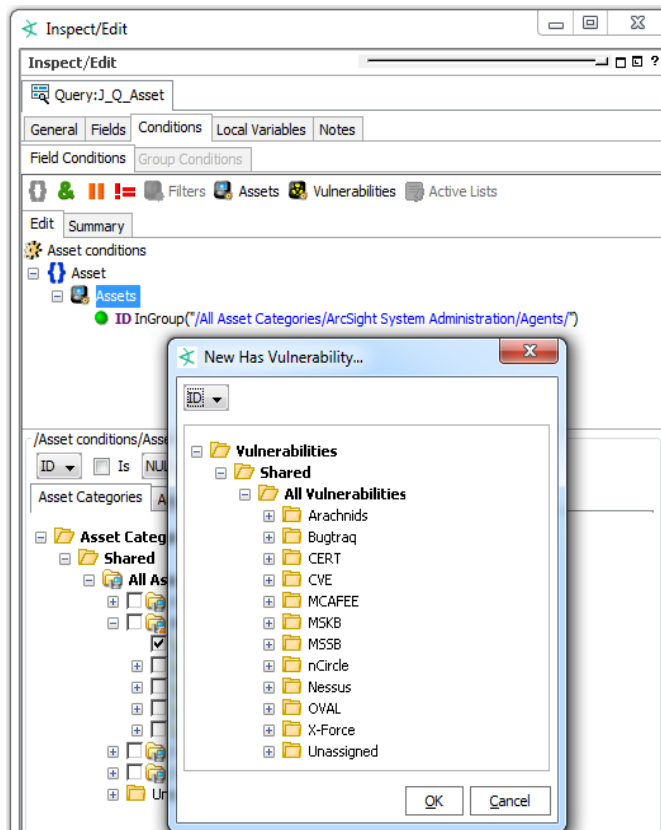 Inspect/Edit
Inspect/Edit
?
Query:J_Q_Asset
General Fields Conditions Local Variables Notes
Field Conditions Group Conditions
{} & != Filters Assets Vulnerabilities Active Lists
Edit Summary
Asset conditions
{} Asset
Assets
ID InGroup("/All Asset Categories/ArcSight System Administration/Agents/")
New Has Vulnerability...
ID
Vulnerabilities
Shared
All Vulnerabilities
Arachnids
Bugtraq
CERT
CVE
MCAFEE
MSKB
MSSB
nCircle
Nessus
OVAL
X-Force
Unassigned
OK Cancel
/Asset conditions/Asse
ID Is NUL
Asset Categories A
Asset Categ
Shared
All As
Un